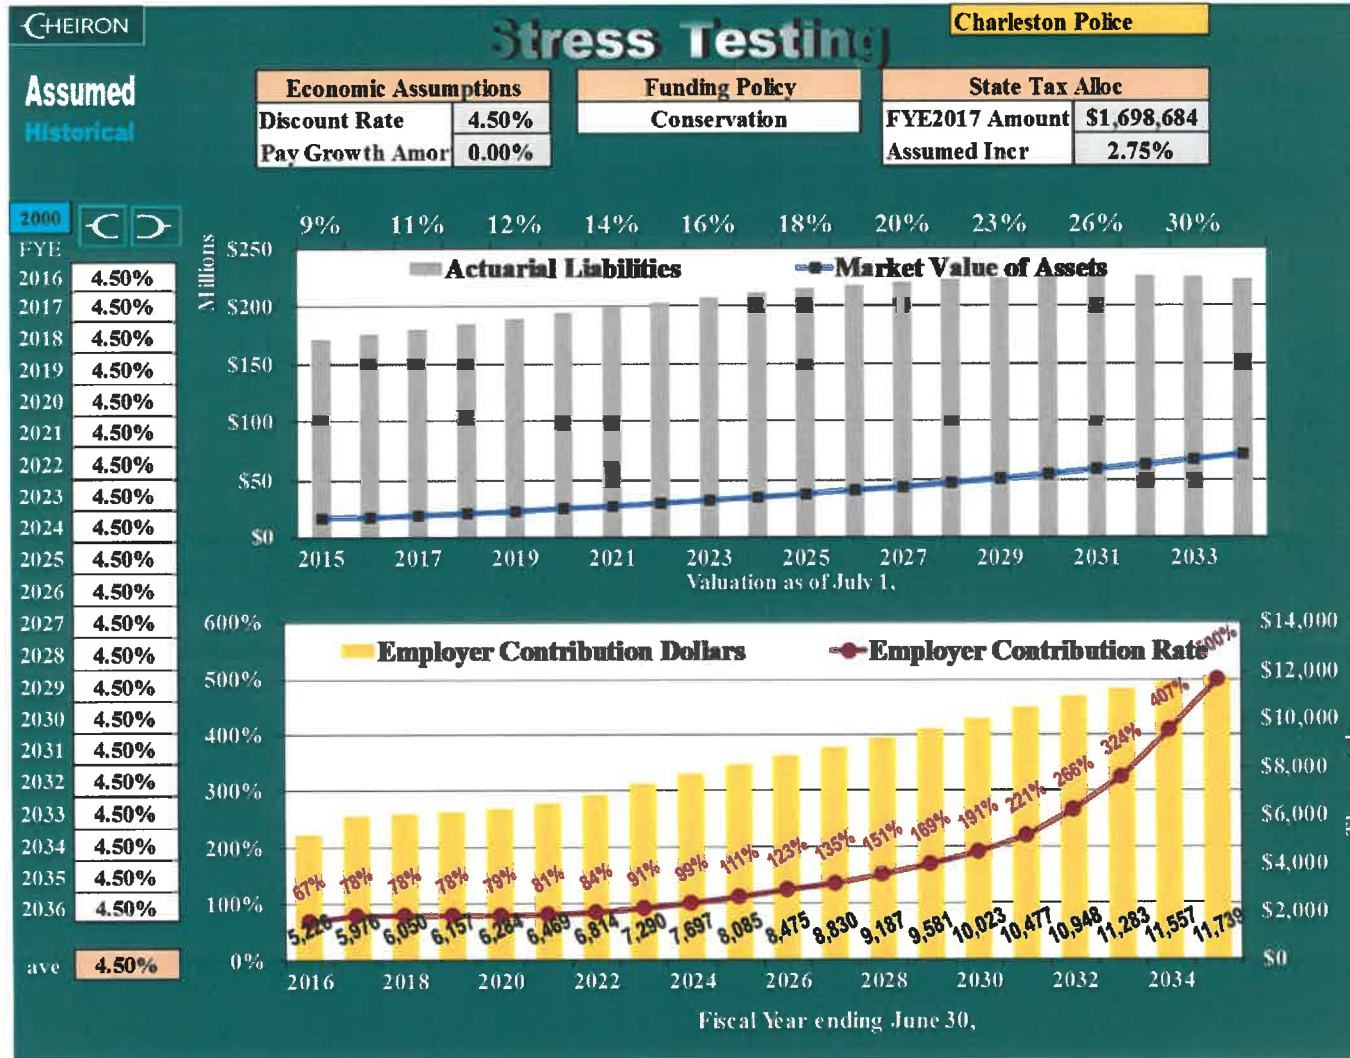 CHEIRON
Stress Testing
Charleston Police
Assumed
Historical
Economic Assumptions
Discount Rate 4.50%
Pay Growth Amor 0.00%
Funding Policy
Conservation
State Tax Alloc
FYE2017 Amount $1,698,684
Assumed Incr 2.75%
2000
FYE
2016 4.50%
2017 4.50%
2018 4.50%
2019 4.50%
2020 4.50%
2021 4.50%
2022 4.50%
2023 4.50%
2024 4.50%
2025 4.50%
2026 4.50%
2027 4.50%
2028 4.50%
2029 4.50%
2030 4.50%
2031 4.50%
2032 4.50%
2033 4.50%
2034 4.50%
2035 4.50%
2036 4.50%
ave 4.50%
9% 11% 12% 14% 16% 18% 20% 23% 26% 30%
Millions
Actuarial Liabilities Market Value of Assets
$250
$200
$150
$100
$50
$0
2015 2017 2019 2021 2023 2025 2027 2029 2031 2033
Valuation as of July 1,
Employer Contribution Dollars Employer Contribution Rate
600%
500%
400%
300%
200%
100%
0%
$14,000
$12,000
$10,000
$8,000
$6,000
$4,000
$2,000
$0
67% 78% 78% 78% 79% 81% 84% 91% 99% 111% 123% 135% 151% 169% 191% 221% 266% 324% 407% 500%
5,226 5,976 6,050 6,157 6,284 6,469 6,814 7,290 7,697 8,085 8,475 8,830 9,187 9,581 10,023 10,477 10,948 11,283 11,557 11,739
2016 2018 2020 2022 2024 2026 2028 2030 2032 2034
Fiscal Year ending June 30,